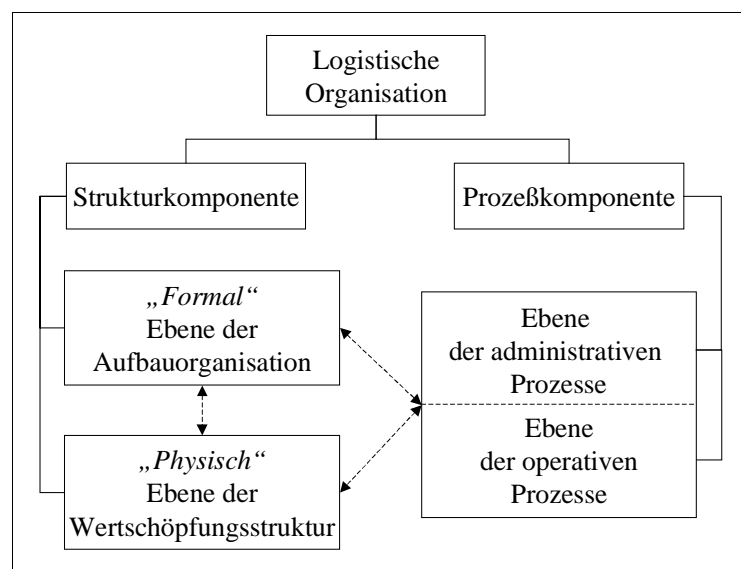 Logistische
Organisation
Strukturkomponente
Prozeßkomponente
„Formal“
Ebene der
Aufbauorganisation
„Physisch“
Ebene der
Wertschöpfungsstruktur
Ebene
der administrativen
Prozesse
Ebene
der operativen
Prozesse